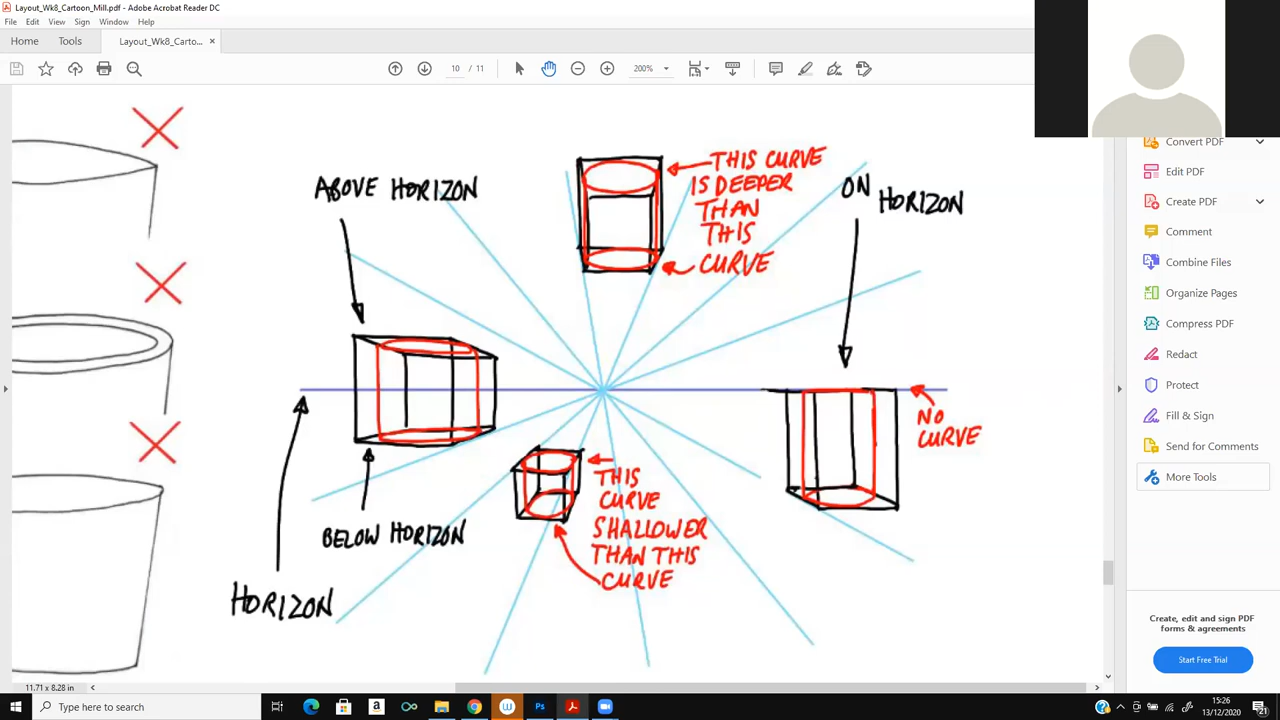 Layout_Wk8_Cartoon_Mill.pdf - Adobe Acrobat Reader DC
File Edit View Sign Window Help
Home Tools Layout_Wk8_Carto... ×
10 / 11 200%
ABOVE HORIZON
THIS CURVE
IS DEEPER
THAN
THIS
CURVE
ON HORIZON
NO
CURVE
THIS
CURVE
SHALLOWER
THAN THIS
CURVE
BELOW HORIZON
HORIZON
11.71 x 8.28 in
Convert PDF
Edit PDF
Create PDF
Comment
Combine Files
Organize Pages
Compress PDF
Redact
Protect
Fill & Sign
Send for Comments
More Tools
Create, edit and sign PDF
forms & agreements
Start Free Trial
Type here to search
15:26
13/12/2020
21